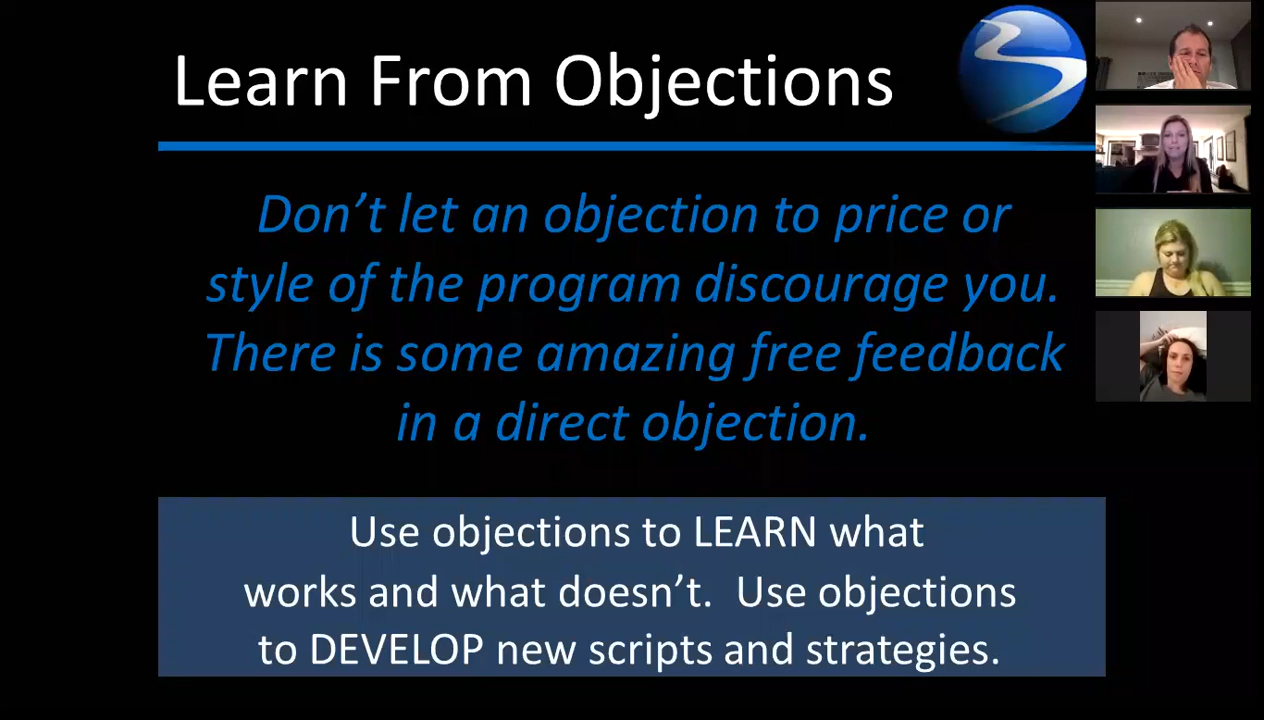 Learn From Objections
Don’t let an objection to price or
style of the program discourage you.
There is some amazing free feedback
in a direct objection.
Use objections to LEARN what
works and what doesn’t.  Use objections
to DEVELOP new scripts and strategies.